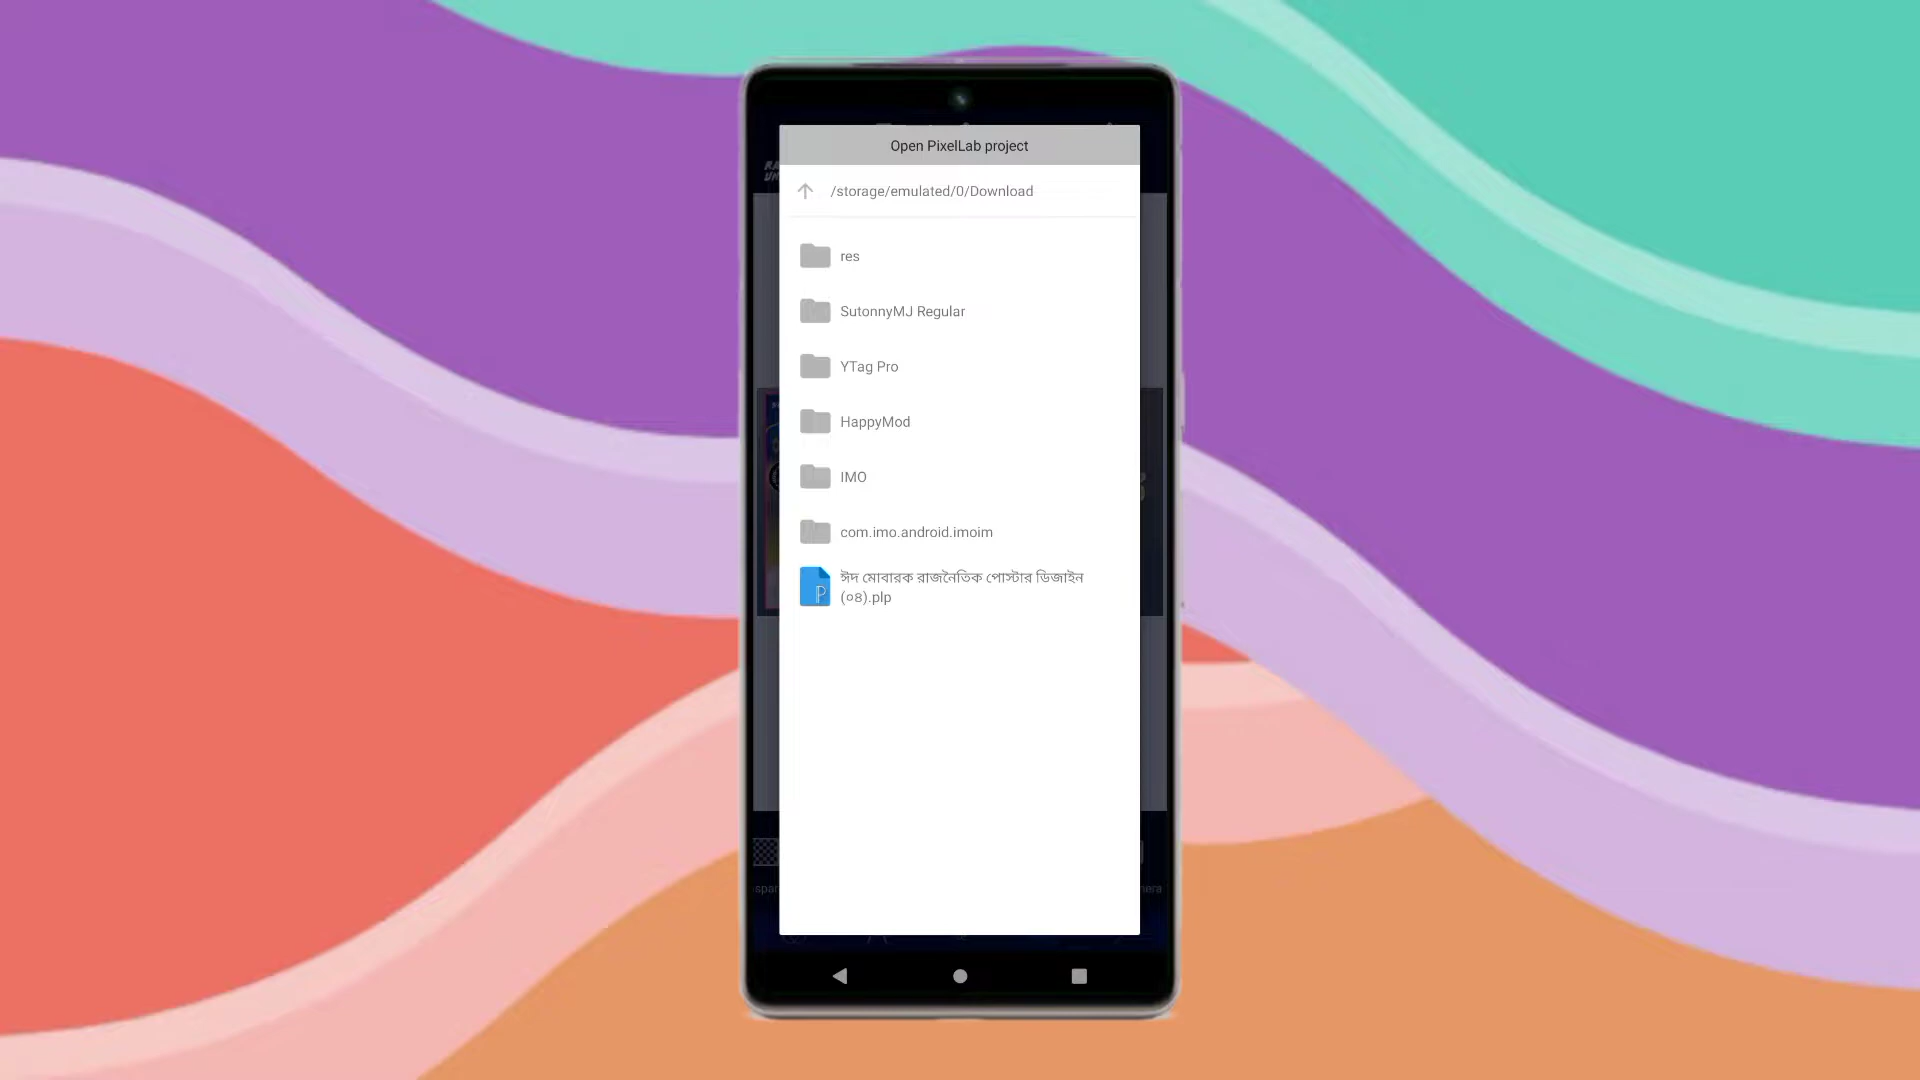 Open PixelLab project
/storage/emulated/0/Download
res
SutonnyMJ Regular
YTag Pro
HappyMod
IMO
com.imo.android.imoim
ঈদ মোবারক রাজনৈতিক পোস্টার ডিজাইন
(০৪).plp